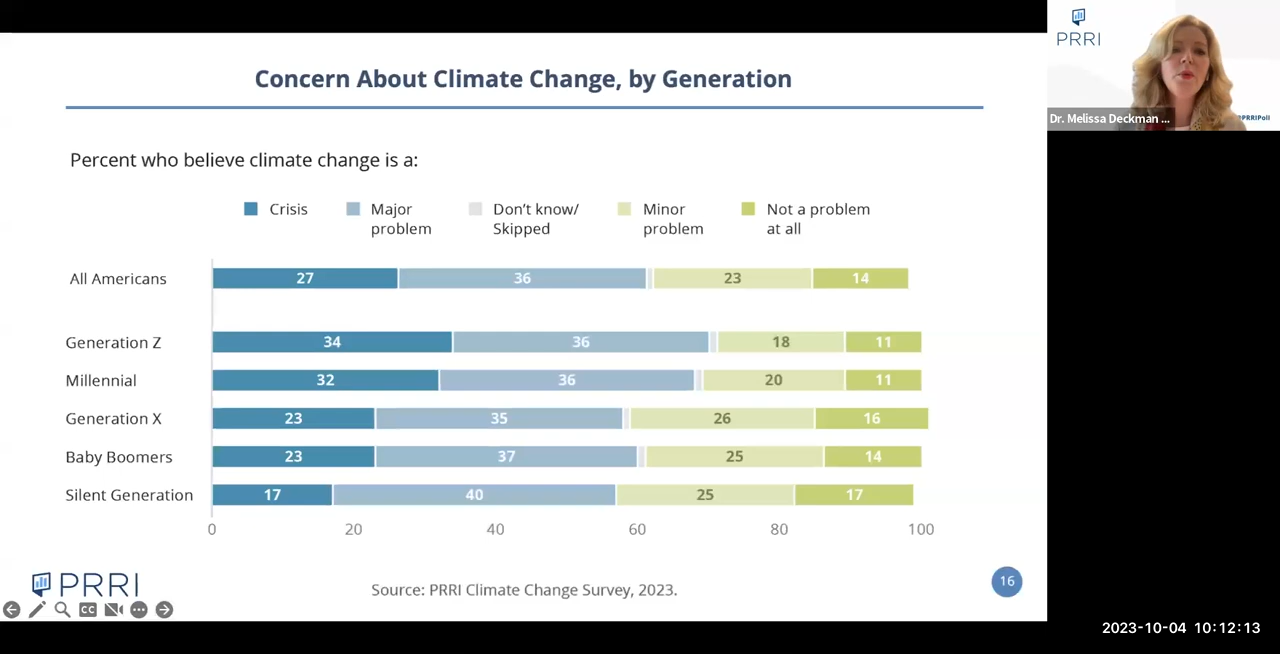 Concern About Climate Change, by Generation
PRRI
Dr. Melissa Deckman ...
@PRRIPoll
Percent who believe climate change is a:
Crisis
Major
problem
Don't know/
Skipped
Minor
problem
Not a problem
at all
All Americans 27 36 23 14
Generation Z 34 36 18 11
Millennial 32 36 20 11
Generation X 23 35 26 16
Baby Boomers 23 37 25 14
Silent Generation 17 40 25 17
0 20 40 60 80 100
PRRI
Source: PRRI Climate Change Survey, 2023.
16
CC
2023-10-04 10:12:13